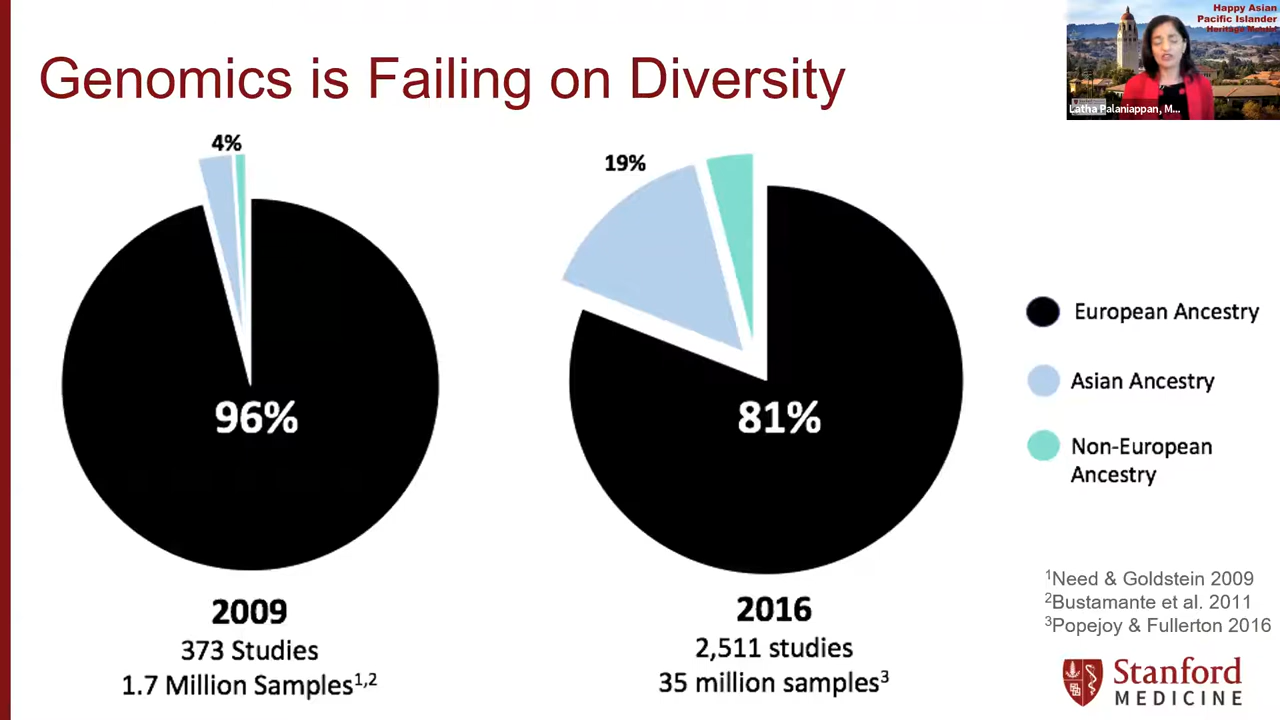 Genomics is Failing on Diversity
Happy Asian
Pacific Islander
Heritage Month!
Latha Palaniappan, M...
4%
96%
2009
373 Studies
1.7 Million Samples1,2
19%
81%
2016
2,511 studies
35 million samples3
European Ancestry
Asian Ancestry
Non-European
Ancestry
1Need & Goldstein 2009
2Bustamante et al. 2011
3Popejoy & Fullerton 2016
Stanford
MEDICINE